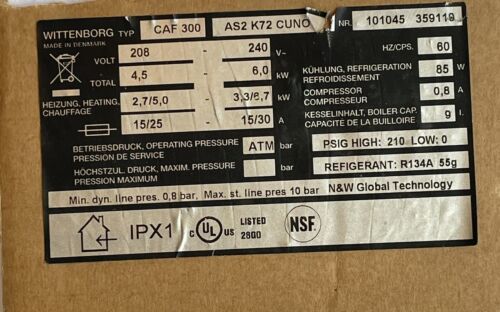 WITTENBORG TYP CAF 300 AS2 K72 CUNO NR. 101045 359119
MADE IN DENMARK
VOLT 208 - 240 V~ HZ/CPS. 60
TOTAL 4,5 - 6,0 kW KÜHLUNG, REFRIGERATION REFROIDISSEMENT 85 W
HEIZUNG, HEATING, CHAUFFAGE 2,7/5,0 - 3,3/6,7 kW COMPRESSOR COMPRESSEUR 0,8 A
15/25 - 15/30 A KESSELINHALT, BOILER CAP. CAPACITE DE LA BUILLOIRE 9 l.
BETRIEBSDRUCK, OPERATING PRESSURE PRESSION DE SERVICE ATM bar PSIG HIGH: 210 LOW: 0
HÖCHSTZUL. DRUCK, MAXIM. PRESSURE PRESSION MAXIMUM bar REFIGERANT: R134A 55g
Min. dyn. line pres. 0,8 bar, Max. st. line pres 10 bar N&W Global Technology
IPX1 c UL us LISTED 2800 NSF.